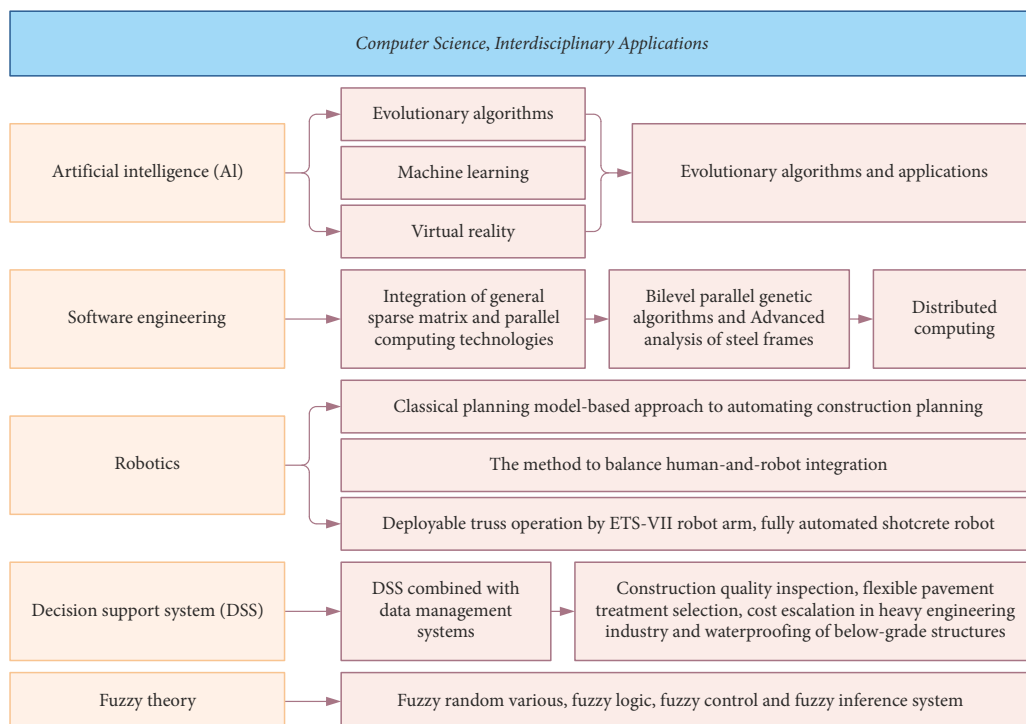 Computer Science, Interdisciplinary Applications
Artificial intelligence (Al)
Evolutionary algorithms
Machine learning
Virtual reality
Evolutionary algorithms and applications
Software engineering
Integration of general
sparse matrix and parallel
computing technologies
Bilevel parallel genetic
algorithms and Advanced
analysis of steel frames
Distributed
computing
Robotics
Classical planning model-based approach to automating construction planning
The method to balance human-and-robot integration
Deployable truss operation by ETS-VII robot arm, fully automated shotcrete robot
Decision support system (DSS)
DSS combined with
data management
systems
Construction quality inspection, flexible pavement
treatment selection, cost escalation in heavy engineering
industry and waterproofing of below-grade structures
Fuzzy theory
Fuzzy random various, fuzzy logic, fuzzy control and fuzzy inference system